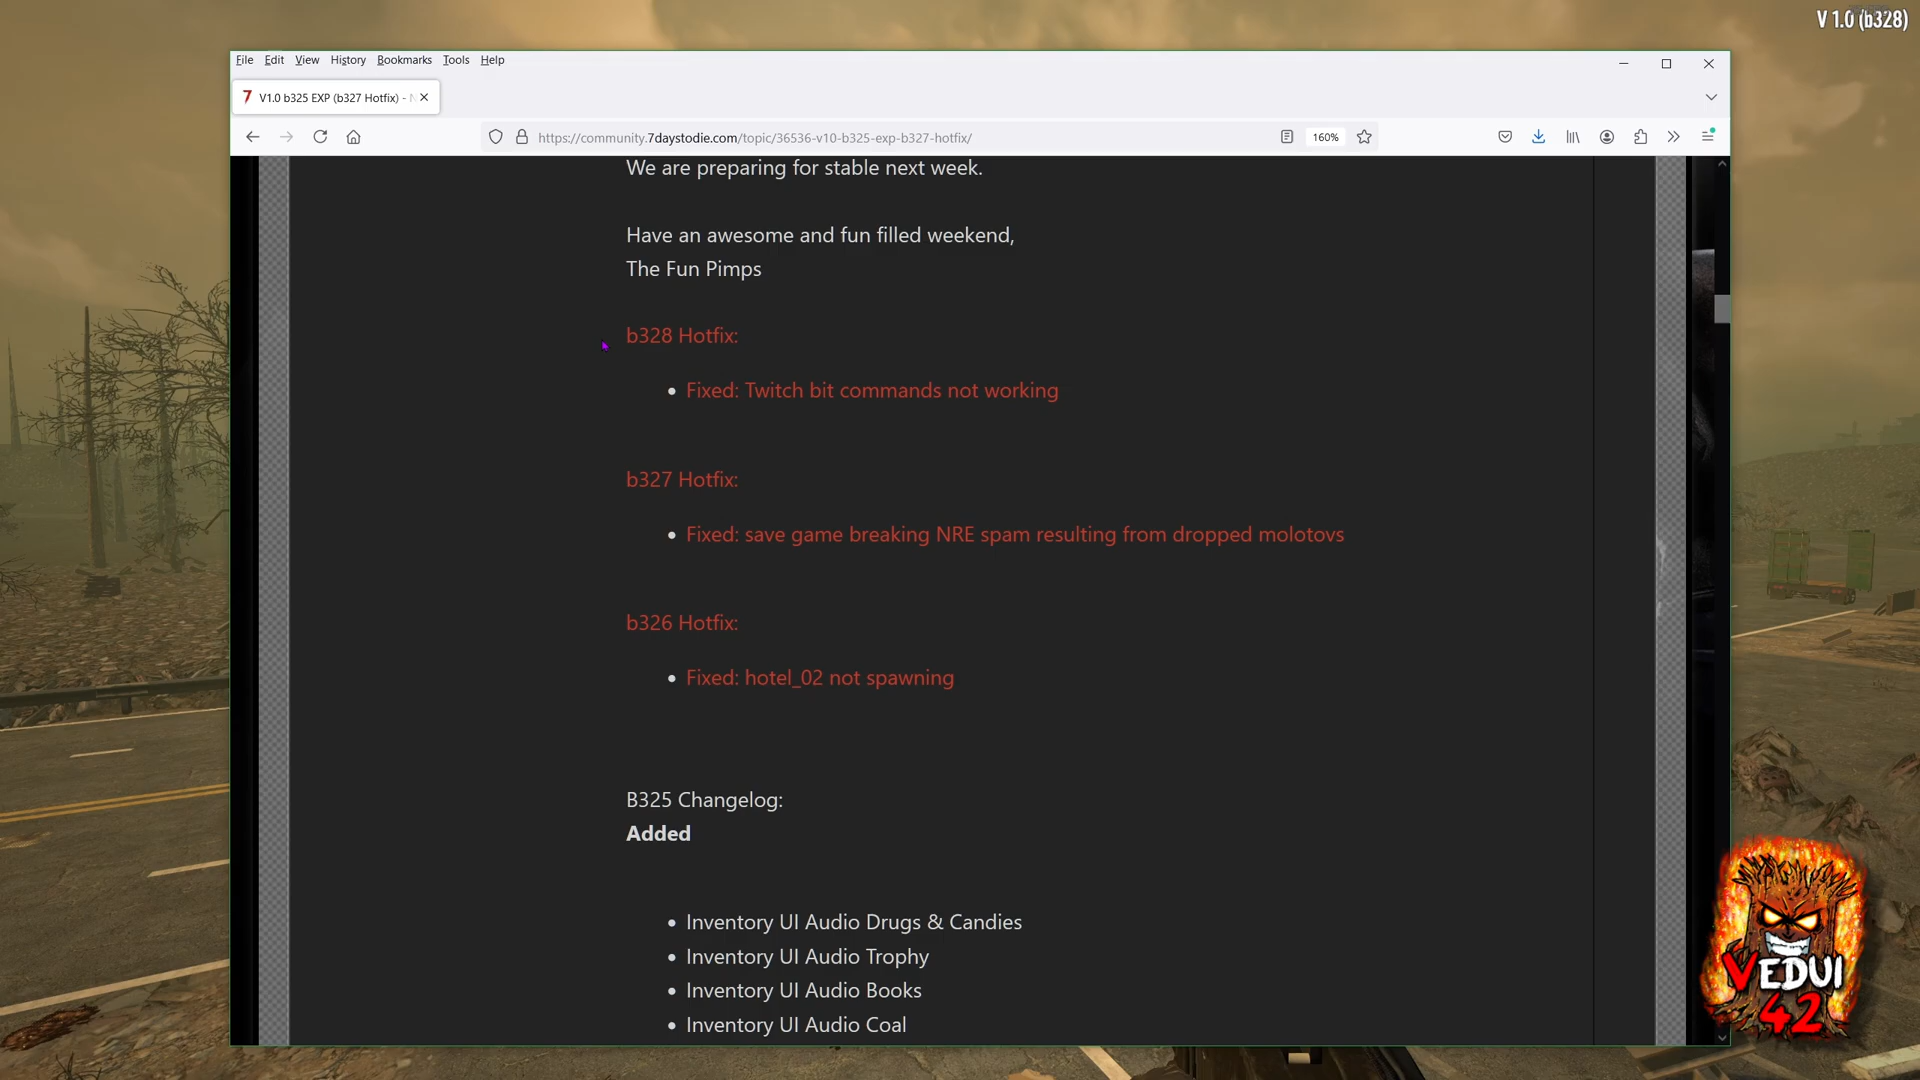 V 1.0 (b328)
File Edit View History Bookmarks Tools Help
V1.0 b325 EXP (b327 Hotfix) -
https://community.7daystodie.com/topic/36536-v10-b325-exp-b327-hotfix/
160%
We are preparing for stable next week.
Have an awesome and fun filled weekend,
The Fun Pimps
b328 Hotfix:
Fixed: Twitch bit commands not working
b327 Hotfix:
Fixed: save game breaking NRE spam resulting from dropped molotovs
b326 Hotfix:
Fixed: hotel_02 not spawning
B325 Changelog:
Added
Inventory UI Audio Drugs & Candies
Inventory UI Audio Trophy
Inventory UI Audio Books
Inventory UI Audio Coal
VEDUI
42